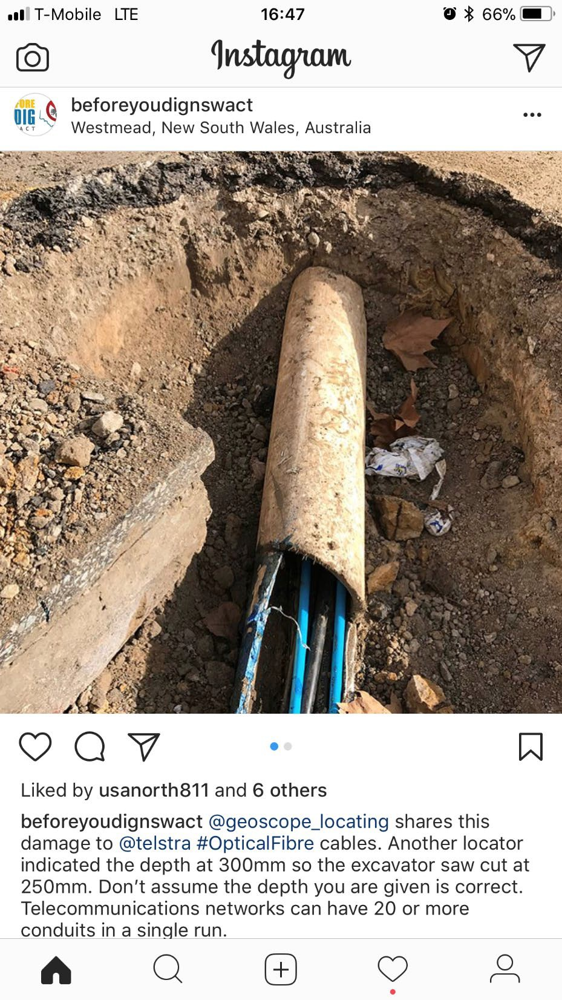 T-Mobile LTE 16:47 66%
Instagram
ORE
DIG
ACT
beforeyoudignswact
Westmead, New South Wales, Australia
Liked by usanorth811 and 6 others
beforeyoudignswact @geoscope_locating shares this
damage to @telstra #OpticalFibre cables. Another locator
indicated the depth at 300mm so the excavator saw cut at
250mm. Don’t assume the depth you are given is correct.
Telecommunications networks can have 20 or more
conduits in a single run.